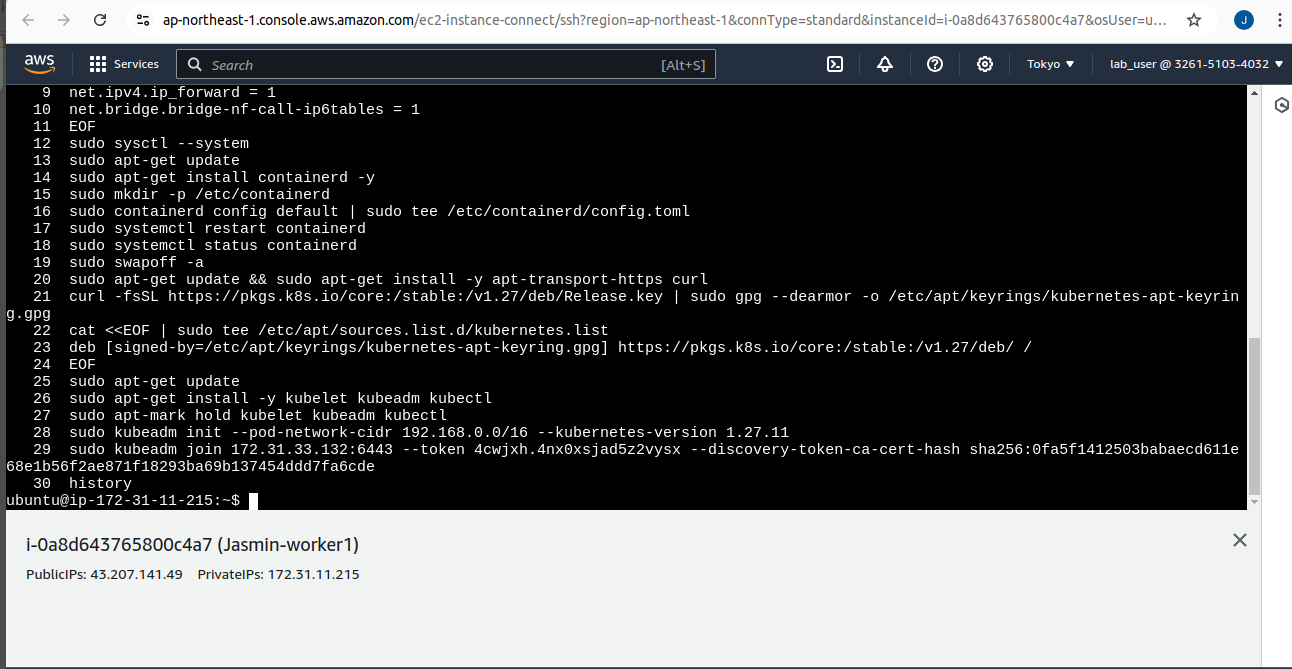 ap-northeast-1.console.aws.amazon.com/ec2-instance-connect/ssh?region=ap-northeast-1&connType=standard&instanceId=i-0a8d643765800c4a7&osUser=u...
J
aws Services Search [Alt+S] Tokyo ▼ lab_user @ 3261-5103-4032 ▼
9 net.ipv4.ip_forward = 1
10 net.bridge.bridge-nf-call-ip6tables = 1
11 EOF
12 sudo sysctl --system
13 sudo apt-get update
14 sudo apt-get install containerd -y
15 sudo mkdir -p /etc/containerd
16 sudo containerd config default | sudo tee /etc/containerd/config.toml
17 sudo systemctl restart containerd
18 sudo systemctl status containerd
19 sudo swapoff -a
20 sudo apt-get update && sudo apt-get install -y apt-transport-https curl
21 curl -fsSL https://pkgs.k8s.io/core:/stable:/v1.27/deb/Release.key | sudo gpg --dearmor -o /etc/apt/keyrings/kubernetes-apt-keyrin
g.gpg
22 cat <<EOF | sudo tee /etc/apt/sources.list.d/kubernetes.list
23 deb [signed-by=/etc/apt/keyrings/kubernetes-apt-keyring.gpg] https://pkgs.k8s.io/core:/stable:/v1.27/deb/ /
24 EOF
25 sudo apt-get update
26 sudo apt-get install -y kubelet kubeadm kubectl
27 sudo apt-mark hold kubelet kubeadm kubectl
28 sudo kubeadm init --pod-network-cidr 192.168.0.0/16 --kubernetes-version 1.27.11
29 sudo kubeadm join 172.31.33.132:6443 --token 4cwjxh.4nx0xsjad5z2vysx --discovery-token-ca-cert-hash sha256:0fa5f1412503babaecd611e
68e1b56f2ae871f18293ba69b137454ddd7fa6cde
30 history
ubuntu@ip-172-31-11-215:~$
i-0a8d643765800c4a7 (Jasmin-worker1)
PublicIPs: 43.207.141.49 PrivateIPs: 172.31.11.215